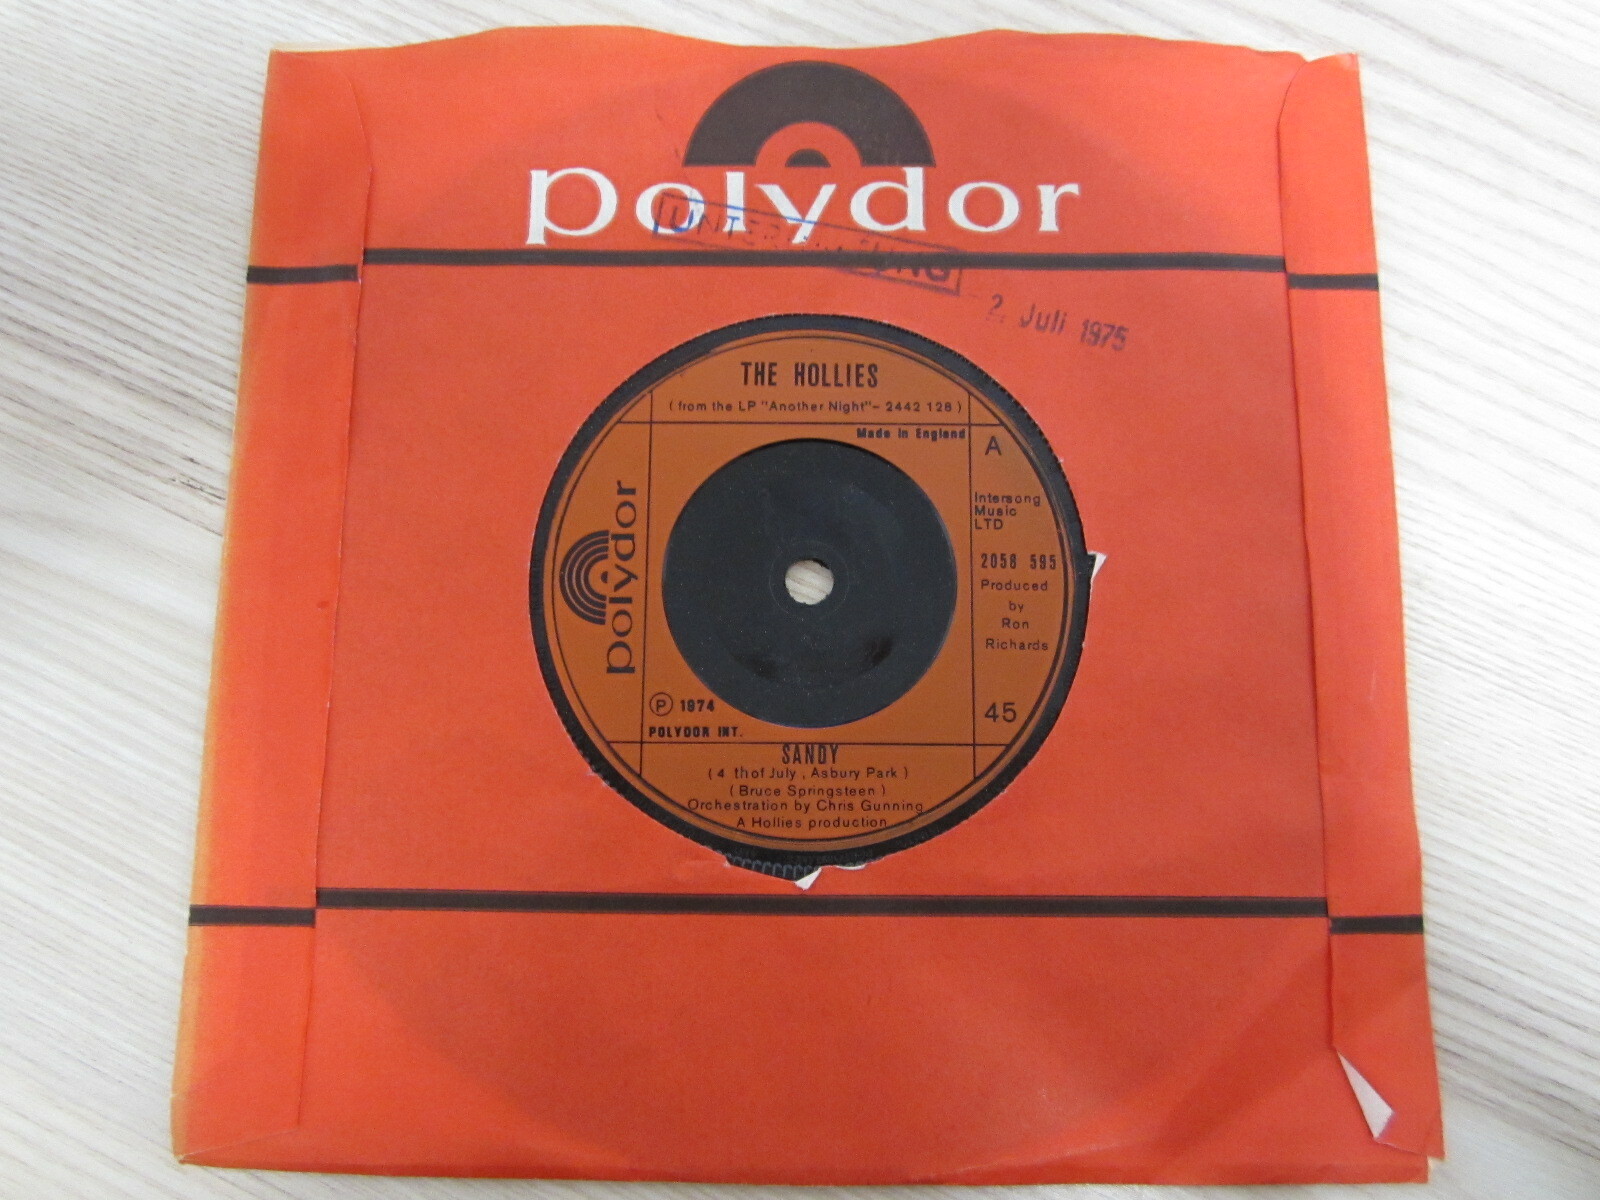 polydor
2. Juli 1975
THE HOLLIES
(from the LP "Another Night"- 2442 128)
Made in England
A
Intersong
Music
LTD
2058 595
Produced
by
Ron
Richards
polydor
℗ 1974
POLYDOR INT.
45
SANDY
(4 th of July , Asbury Park)
(Bruce Springsteen)
Orchestration by Chris Gunning
A Hollies production